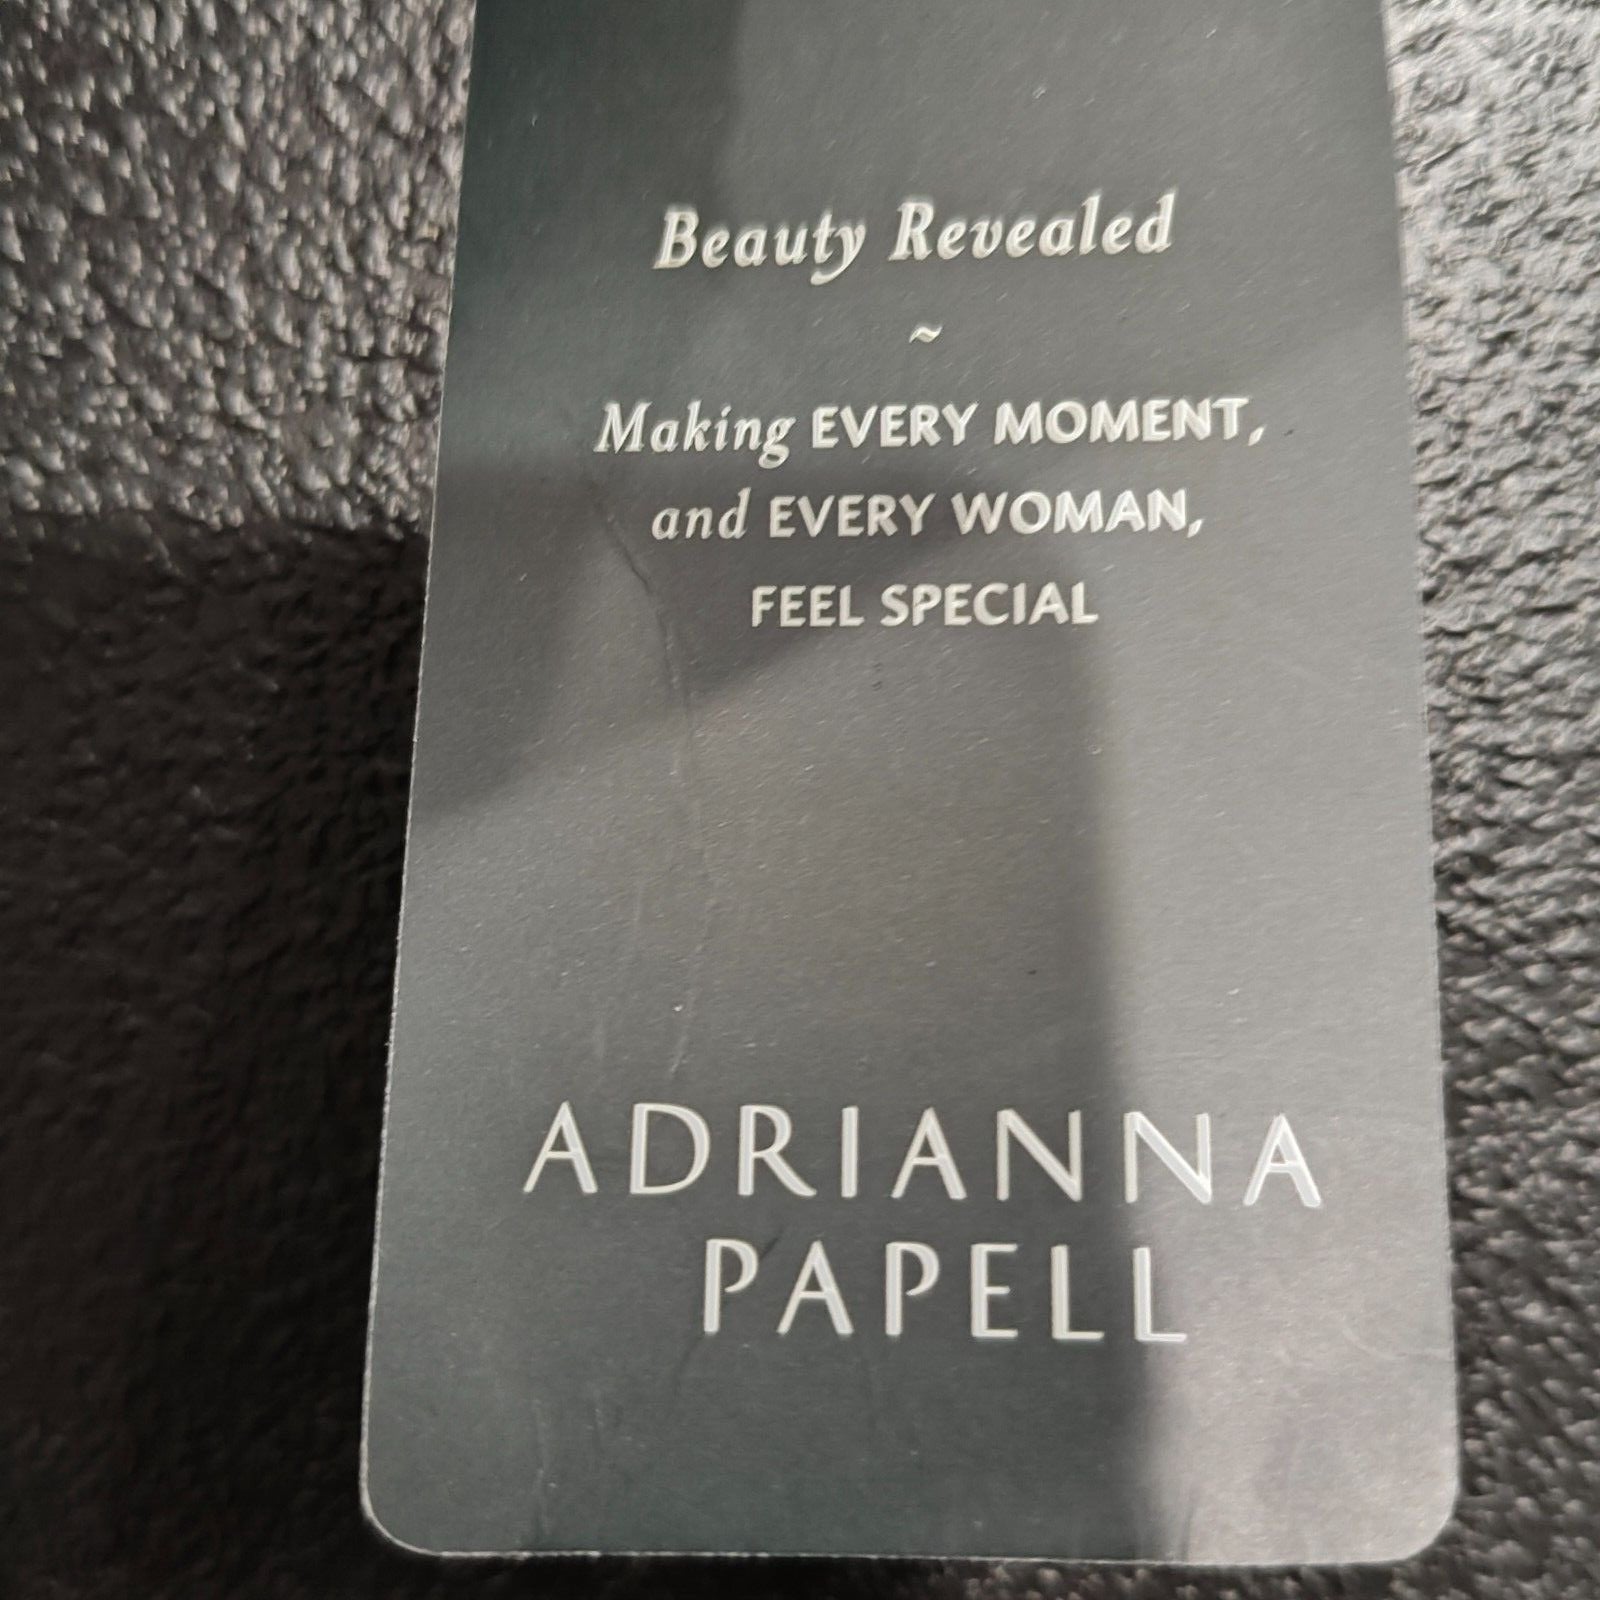 Beauty Revealed
~
Making EVERY MOMENT,
and EVERY WOMAN,
FEEL SPECIAL
ADRIANNA
PAPELL